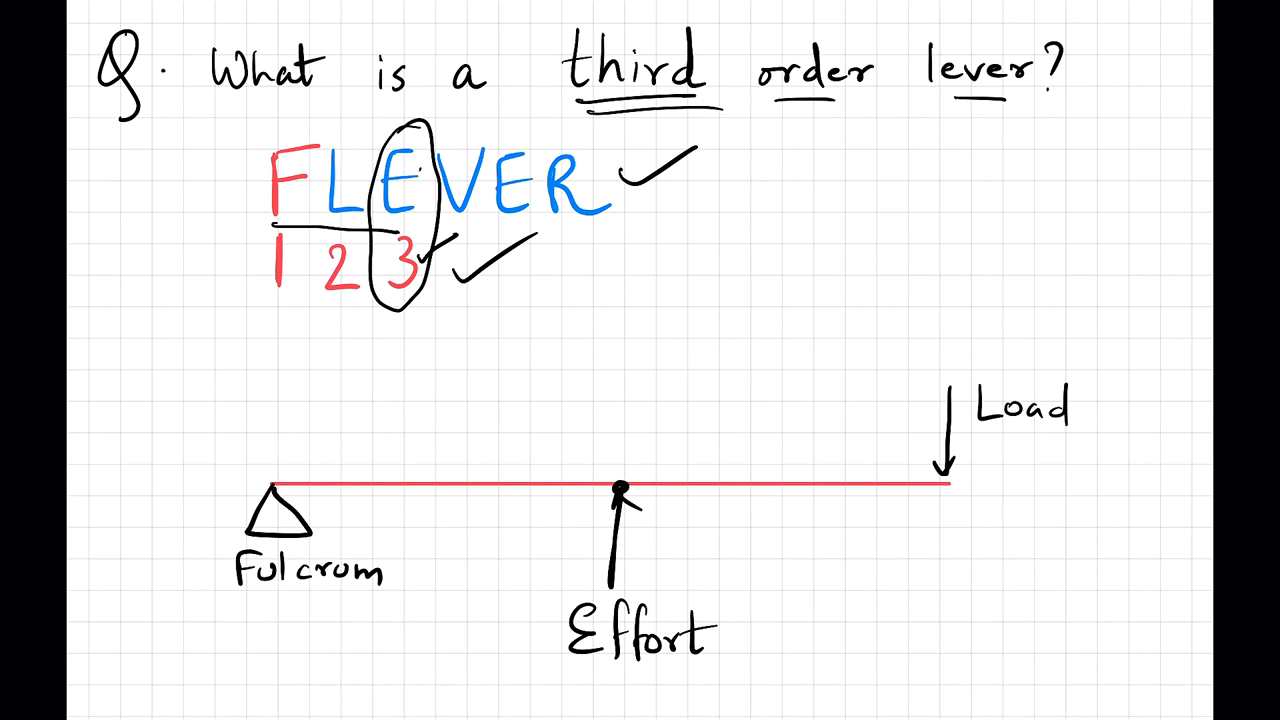 Q. What is a third order lever?
FLEVER
1 2 3
Load
Fulcrum
Effort